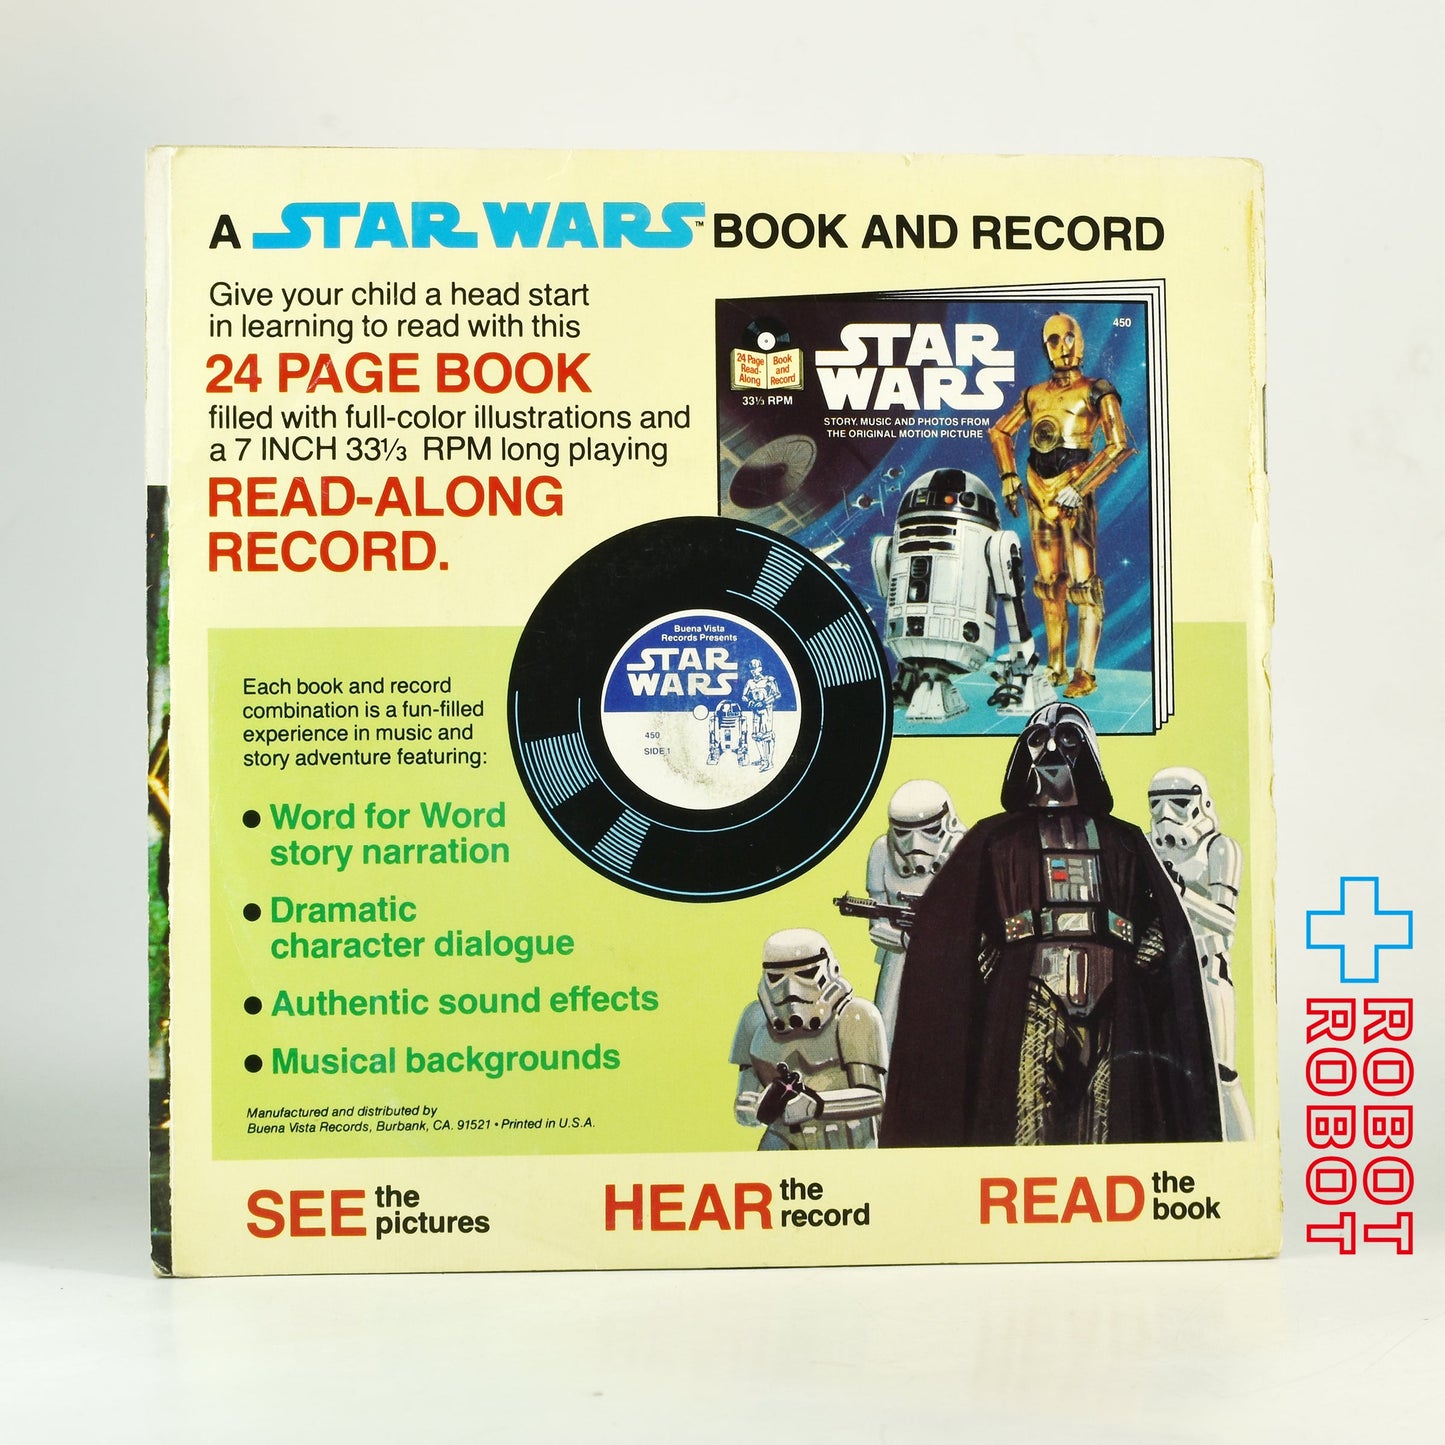 A STAR WARS™ BOOK AND RECORD
Give your child a head start
in learning to read with this
24 PAGE BOOK
filled with full-color illustrations and
a 7 INCH 33⅓ RPM long playing
READ-ALONG
RECORD.
24 Page
Read-
Along
Book
and
Record
33⅓ RPM
STAR
WARS
450
STORY, MUSIC AND PHOTOS FROM
THE ORIGINAL MOTION PICTURE
Buena Vista
Records Presents
STAR
WARS
450
SIDE 1
Each book and record
combination is a fun-filled
experience in music and
story adventure featuring:
● Word for Word
story narration
● Dramatic
character dialogue
● Authentic sound effects
● Musical backgrounds
Manufactured and distributed by
Buena Vista Records, Burbank, CA. 91521 • Printed in U.S.A.
SEE the
pictures
HEAR the
record
READ the
book
ROBOT
ROBOT